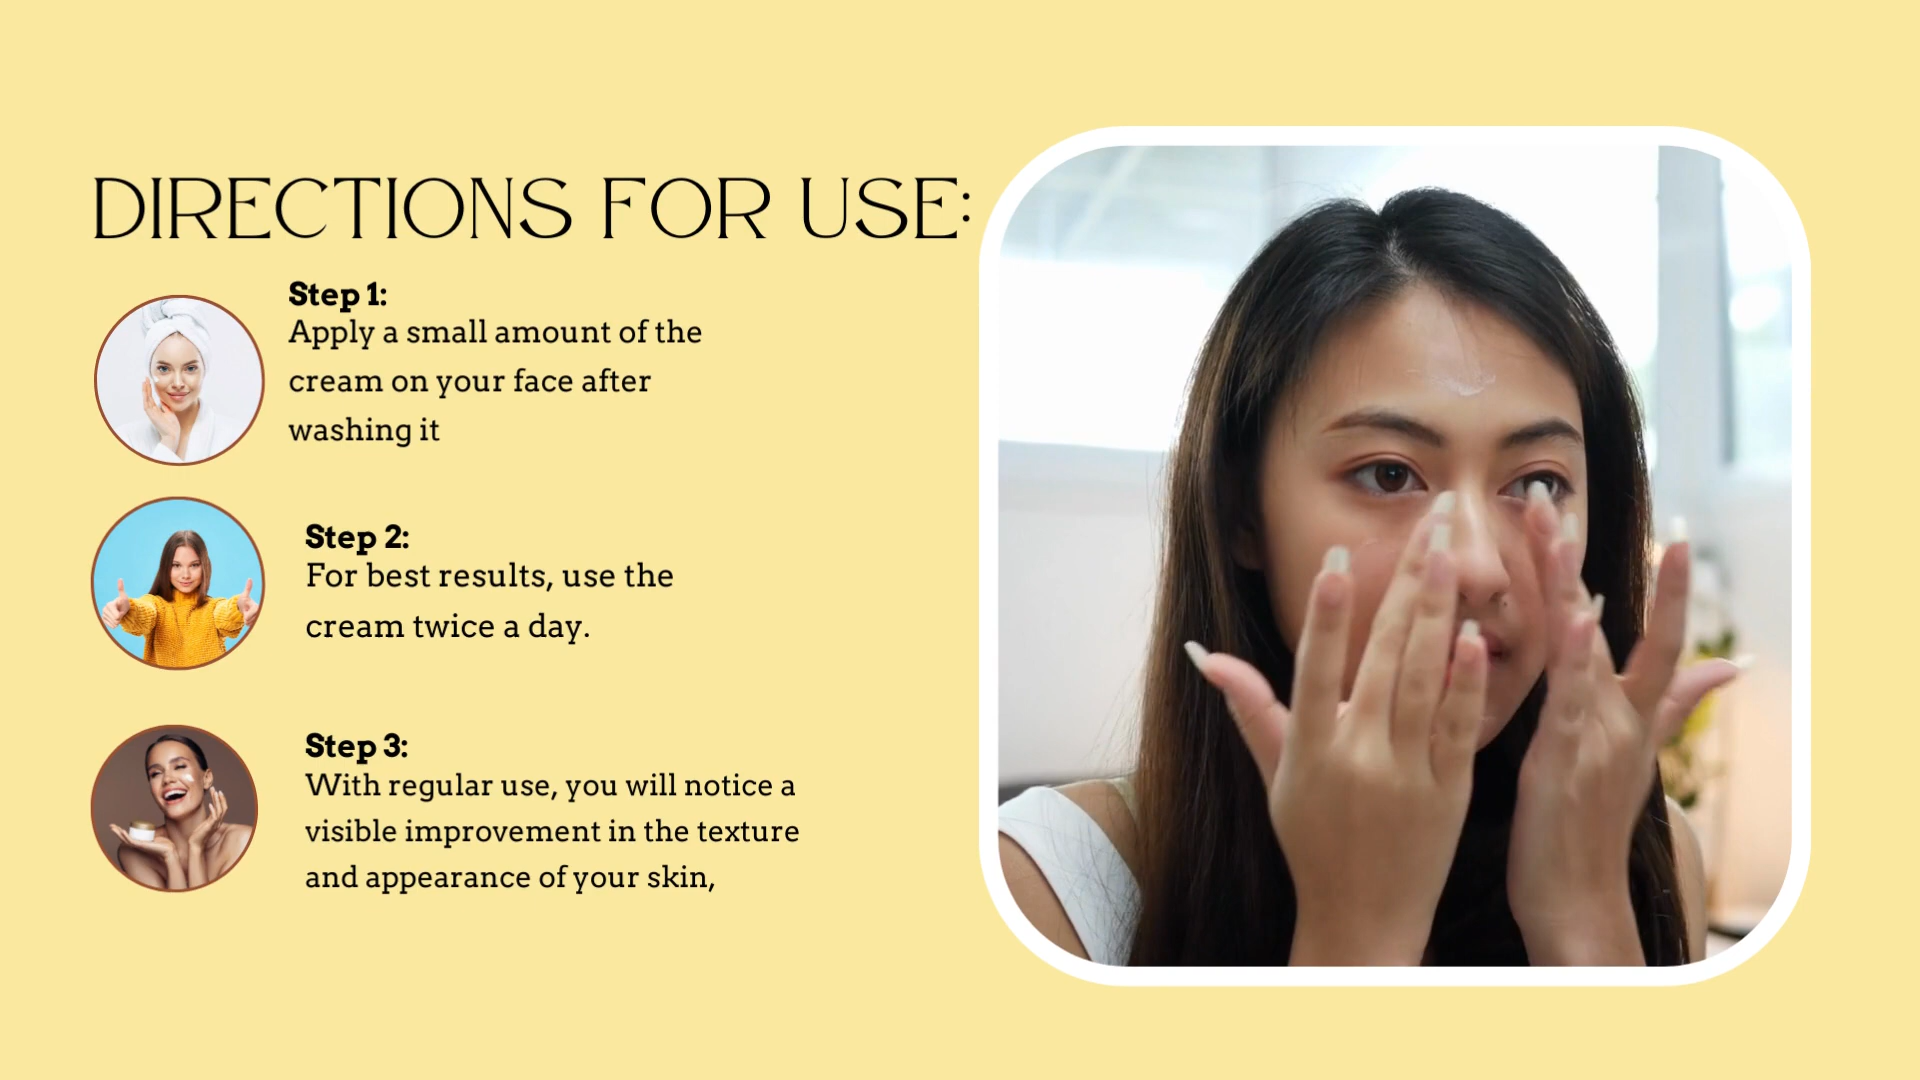 DIRECTIONS FOR USE:
Step 1:
Apply a small amount of the
cream on your face after
washing it
Step 2:
For best results, use the
cream twice a day.
Step 3:
With regular use, you will notice a
visible improvement in the texture
and appearance of your skin,